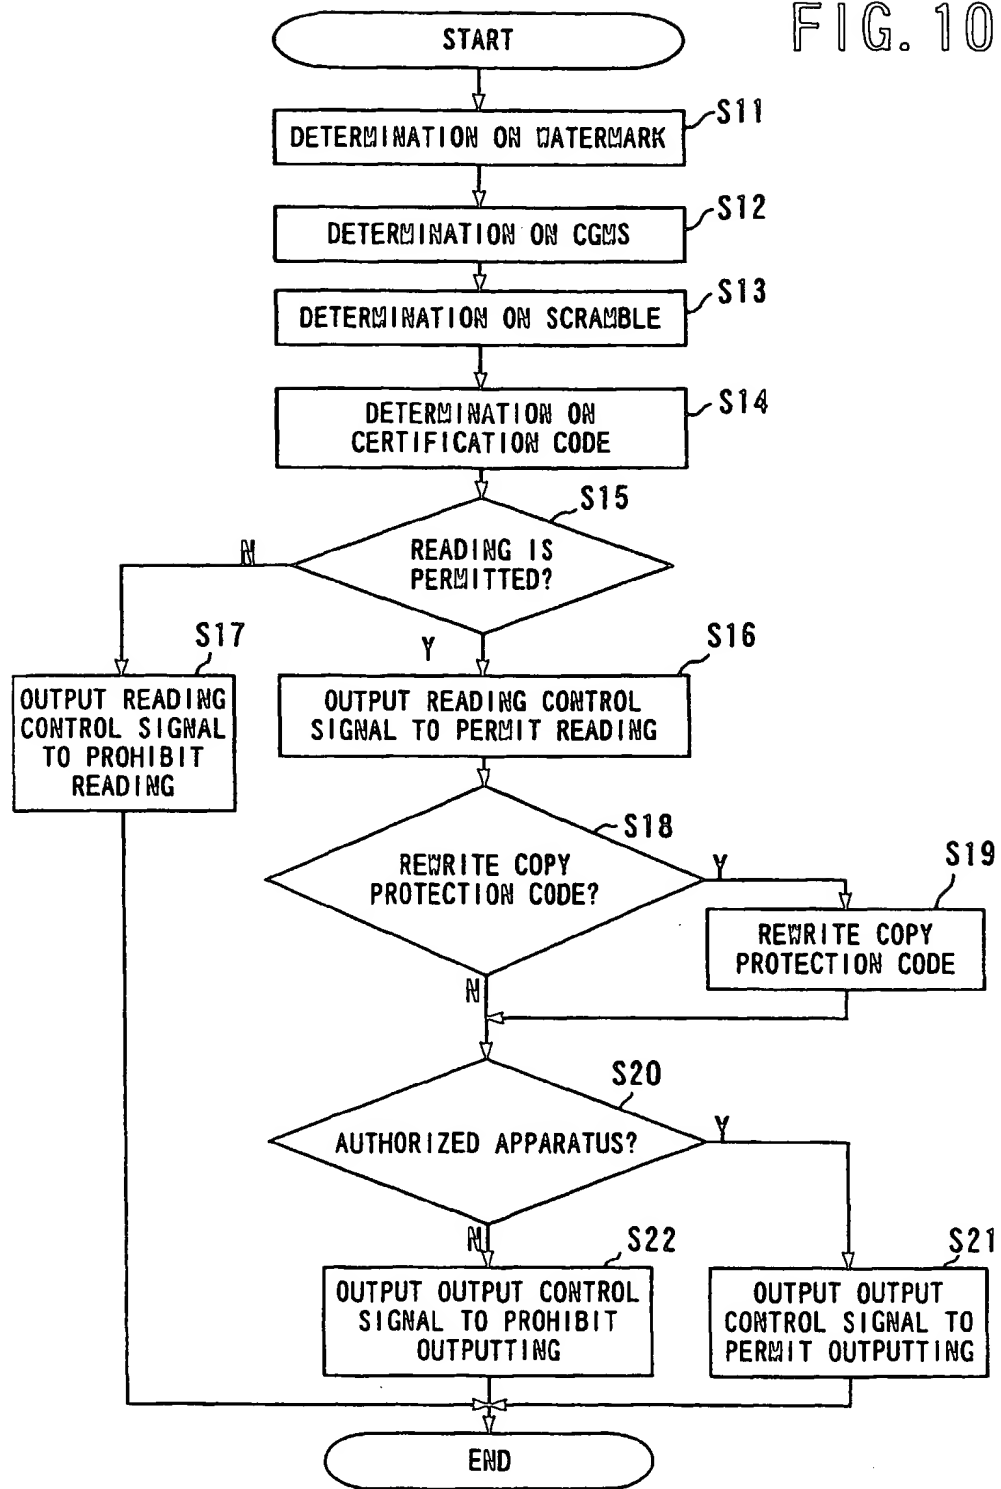 FIG. 10
START
S11
DETERMINATION ON WATERMARK
S12
DETERMINATION ON CGMS
S13
DETERMINATION ON SCRAMBLE
S14
DETERMINATION ON
CERTIFICATION CODE
S15
READING IS
PERMITTED?
N
Y
S17
OUTPUT READING
CONTROL SIGNAL
TO PROHIBIT
READING
S16
OUTPUT READING CONTROL
SIGNAL TO PERMIT READING
S18
REWRITE COPY
PROTECTION CODE?
Y
N
S19
REWRITE COPY
PROTECTION CODE
S20
AUTHORIZED APPARATUS?
Y
N
S22
OUTPUT OUTPUT CONTROL
SIGNAL TO PROHIBIT
OUTPUTTING
S21
OUTPUT OUTPUT
CONTROL SIGNAL TO
PERMIT OUTPUTTING
END